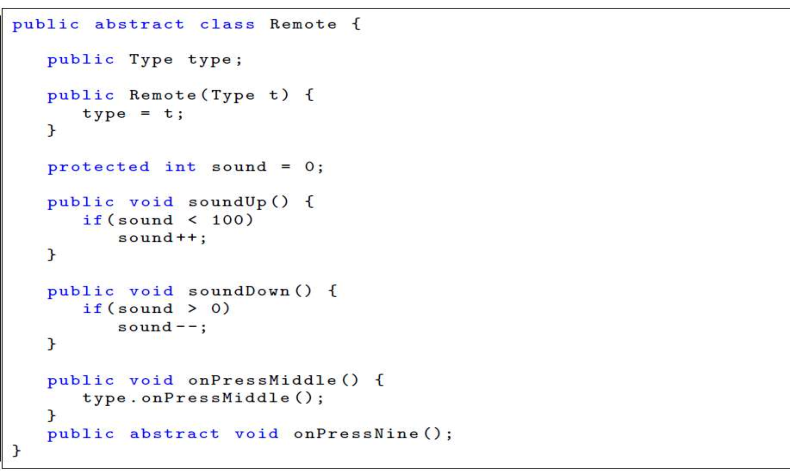 public abstract class Remote {
public Type type;
public Remote(Type t) {
type = t;
}
protected int sound = 0;
public void soundUp() {
if(sound < 100)
sound++;
}
public void soundDown() {
if(sound > 0)
sound--;
}
public void onPressMiddle() {
type.onPressMiddle();
}
public abstract void onPressNine();
}